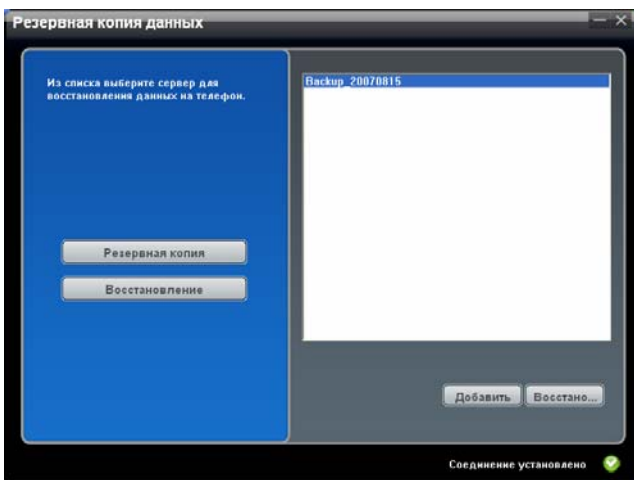 Резервная копия данных
Из списка выберите сервер для
восстановления данных на телефон.
Backup_20070815
Резервная копия
Восстановление
Добавить
Восстано...
Соединение установлено